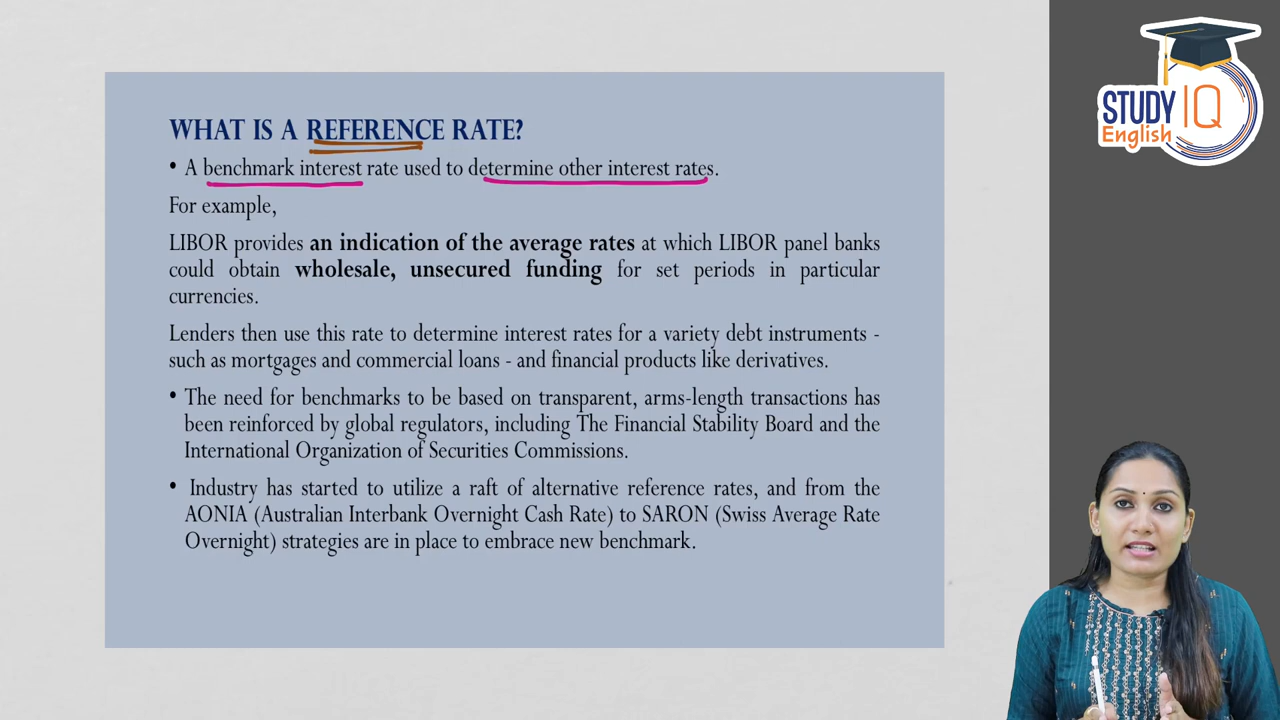 STUDY IQ
English
WHAT IS A REFERENCE RATE?
• A benchmark interest rate used to determine other interest rates.
For example,
LIBOR provides an indication of the average rates at which LIBOR panel banks
could obtain wholesale, unsecured funding for set periods in particular
currencies.
Lenders then use this rate to determine interest rates for a variety debt instruments -
such as mortgages and commercial loans - and financial products like derivatives.
• The need for benchmarks to be based on transparent, arms-length transactions has
been reinforced by global regulators, including The Financial Stability Board and the
International Organization of Securities Commissions.
• Industry has started to utilize a raft of alternative reference rates, and from the
AONIA (Australian Interbank Overnight Cash Rate) to SARON (Swiss Average Rate
Overnight) strategies are in place to embrace new benchmark.